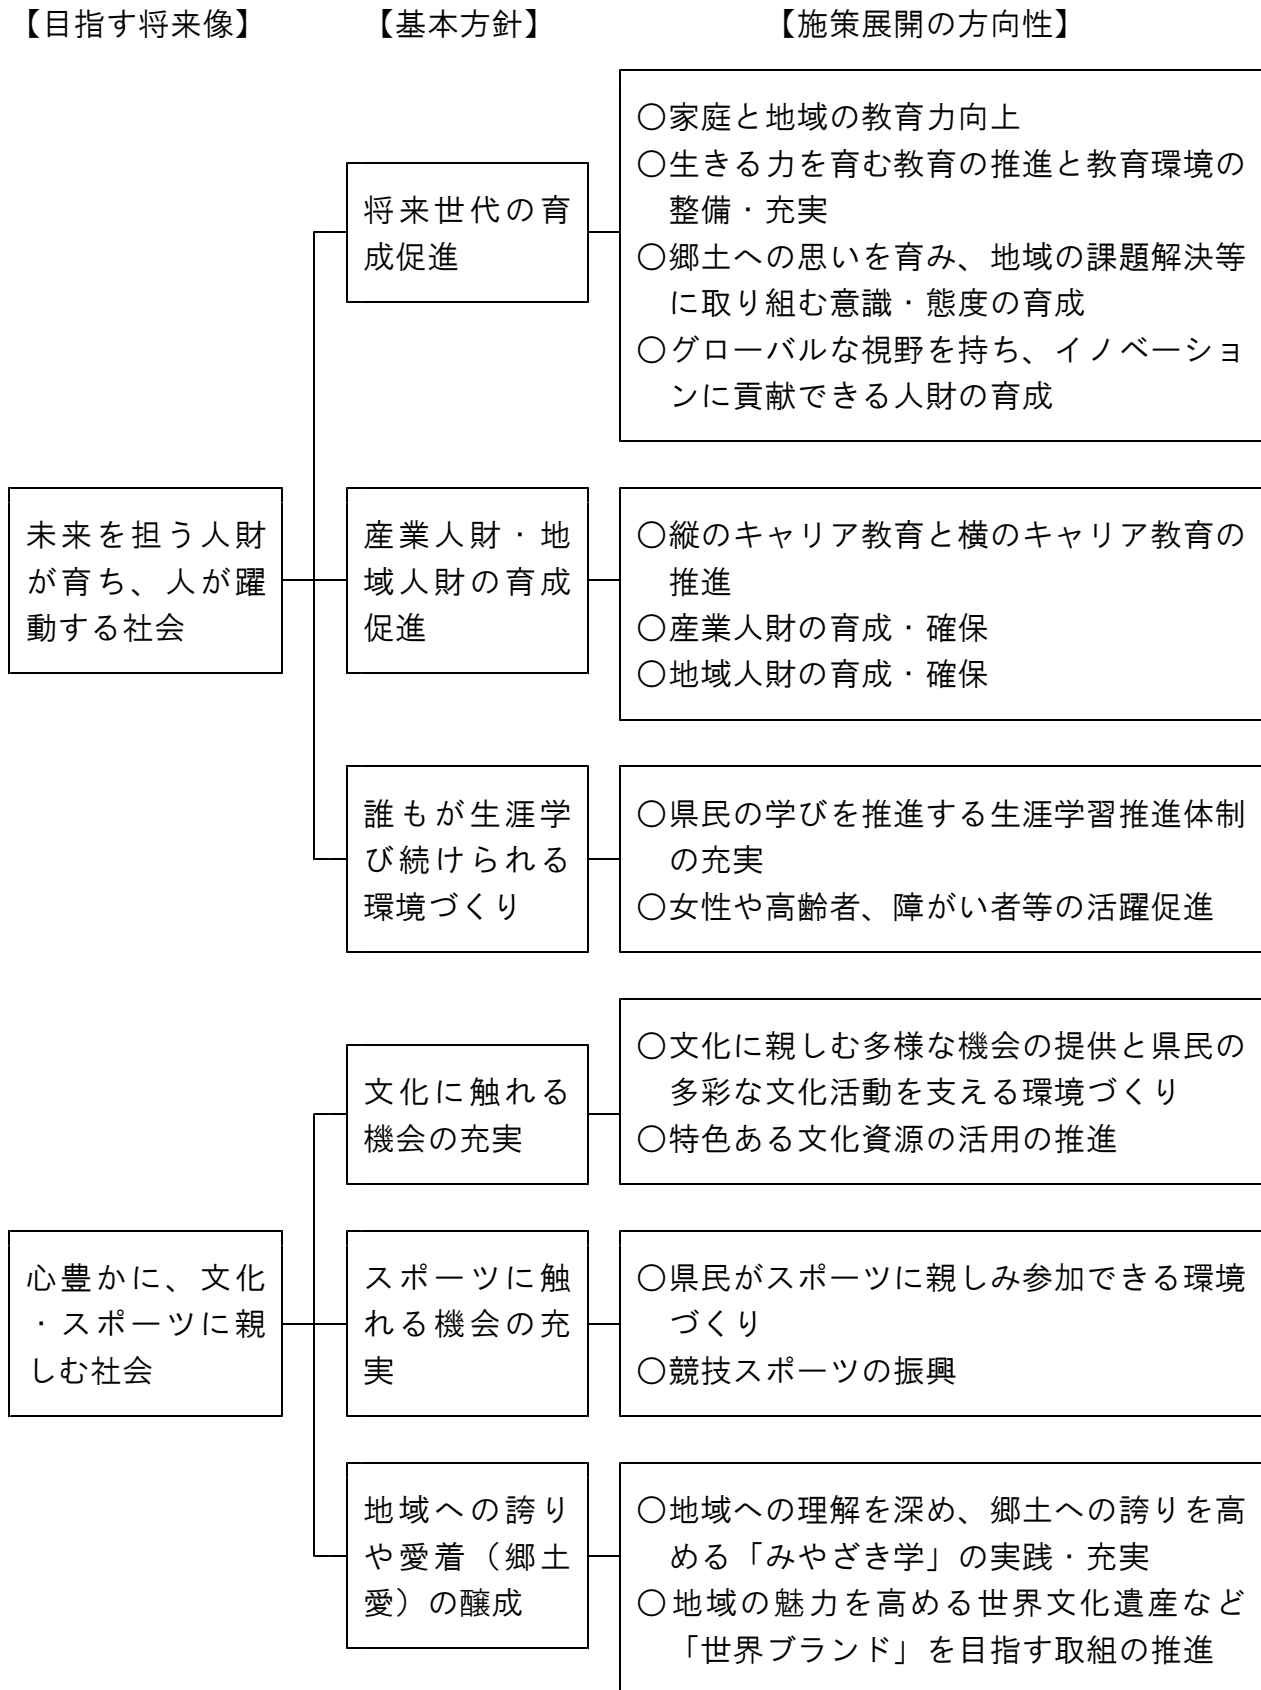 【目指す将来像】 【基本方針】 【施策展開の方向性】
将来世代の育
成促進
〇家庭と地域の教育力向上
〇生きる力を育む教育の推進と教育環境の
整備・充実
〇郷土への思いを育み、地域の課題解決等
に取り組む意識・態度の育成
〇グローバルな視野を持ち、イノベーショ
ンに貢献できる人財の育成
未来を担う人財
が育ち、人が躍
動する社会
産業人財・地
域人財の育成
促進
〇縦のキャリア教育と横のキャリア教育の
推進
〇産業人財の育成・確保
〇地域人財の育成・確保
誰もが生涯学
び続けられる
環境づくり
〇県民の学びを推進する生涯学習推進体制
の充実
〇女性や高齢者、障がい者等の活躍促進
文化に触れる
機会の充実
〇文化に親しむ多様な機会の提供と県民の
多彩な文化活動を支える環境づくり
〇特色ある文化資源の活用の推進
心豊かに、文化
・スポーツに親
しむ社会
スポーツに触
れる機会の充
実
〇県民がスポーツに親しみ参加できる環境
づくり
〇競技スポーツの振興
地域への誇り
や愛着（郷土
愛）の醸成
〇地域への理解を深め、郷土への誇りを高
める「みやざき学」の実践・充実
〇地域の魅力を高める世界文化遺産など
「世界ブランド」を目指す取組の推進